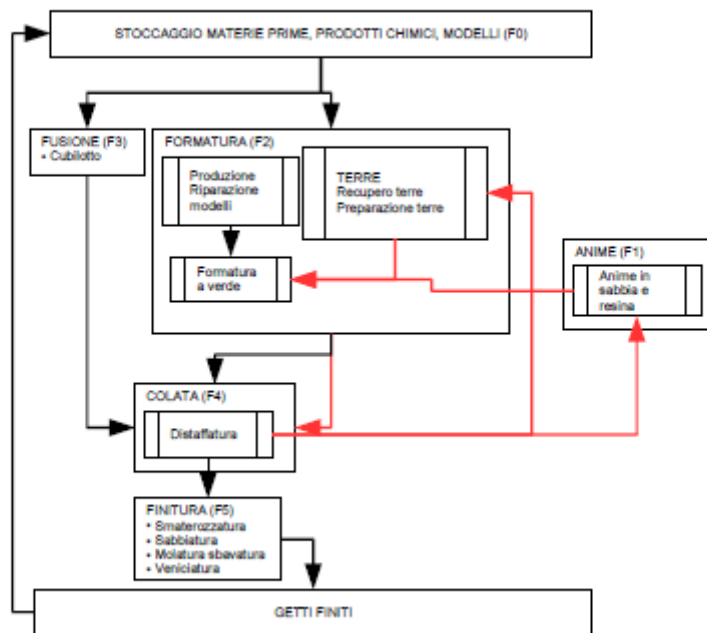 STOCCAGGIO MATERIE PRIME, PRODOTTI CHIMICI, MODELLI (F0)
FUSIONE (F3)
• Cubilotto
FORMATURA (F2)
Produzione
Riparazione
modelli
TERRE
Recupero terre
Preparazione terre
Formatura
a verde
ANIME (F1)
Anime in
sabbia e
resina
COLATA (F4)
Distaffatura
FINITURA (F5)
• Smaterozzatura
• Sabbiatura
• Molatura sbavatura
• Veniciatura
GETTI FINITI